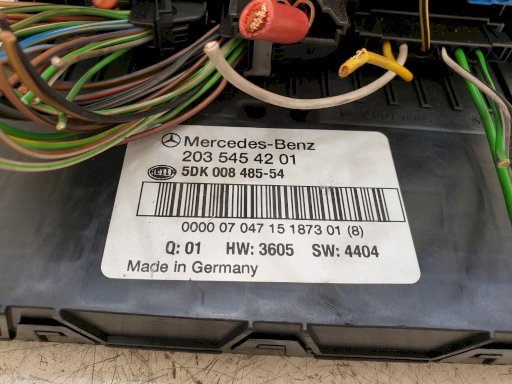 Mercedes-Benz
203 545 42 01
HELLA 5DK 008 485-54
0000 07 047 15 1873 01 (8)
Q: 01 HW: 3605 SW: 4404
Made in Germany